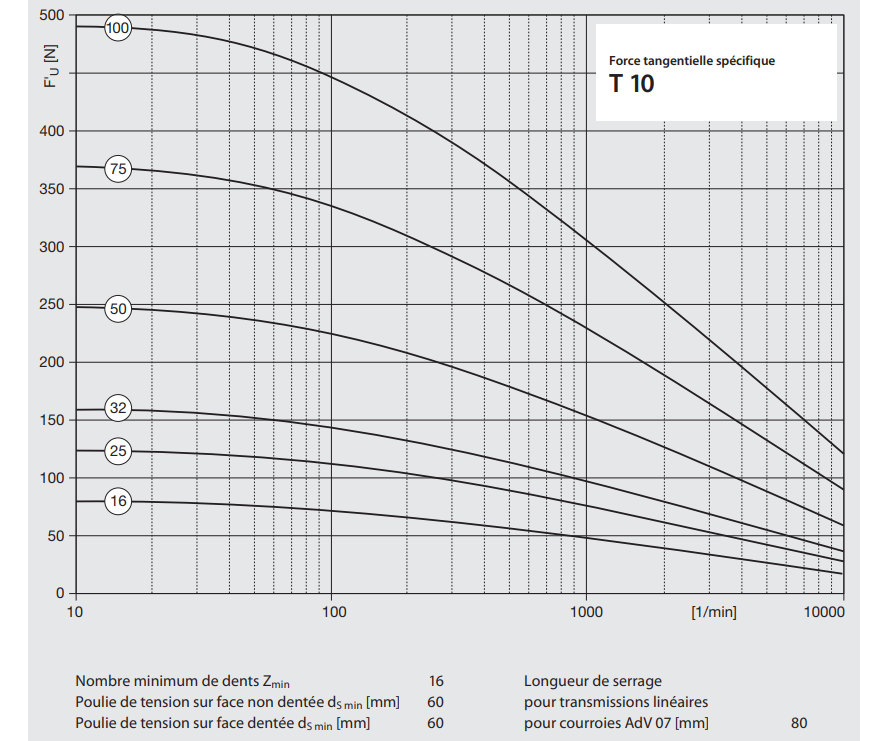 500
F'U [N]
400
350
300
250
200
150
100
50
0
100
75
50
32
25
16
Force tangentielle spécifique
T 10
10
100
1000
[1/min]
10000
Nombre minimum de dents Zmin 16
Poulie de tension sur face non dentée dS min [mm] 60
Poulie de tension sur face dentée dS min [mm] 60
Longueur de serrage
pour transmissions linéaires
pour courroies AdV 07 [mm] 80